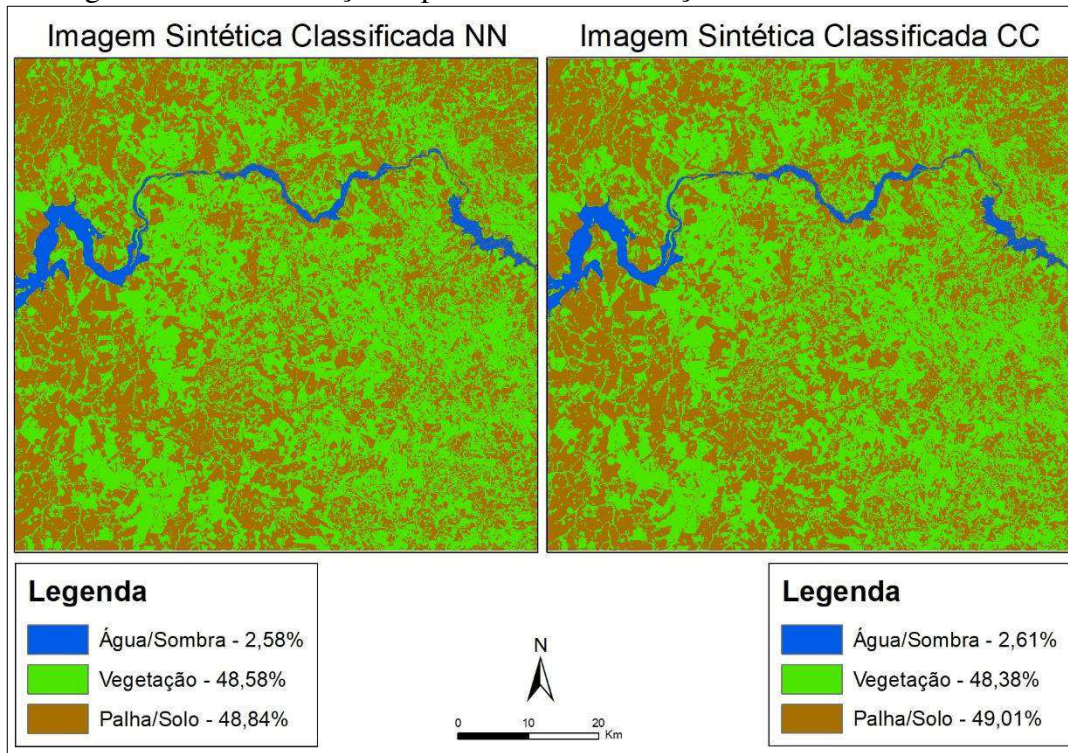 Imagem Sintética Classificada NN
Imagem Sintética Classificada CC
Legenda
Água/Sombra - 2,58%
Vegetação - 48,58%
Palha/Solo - 48,84%
N
0 10 20
Km
Legenda
Água/Sombra - 2,61%
Vegetação - 48,38%
Palha/Solo - 49,01%